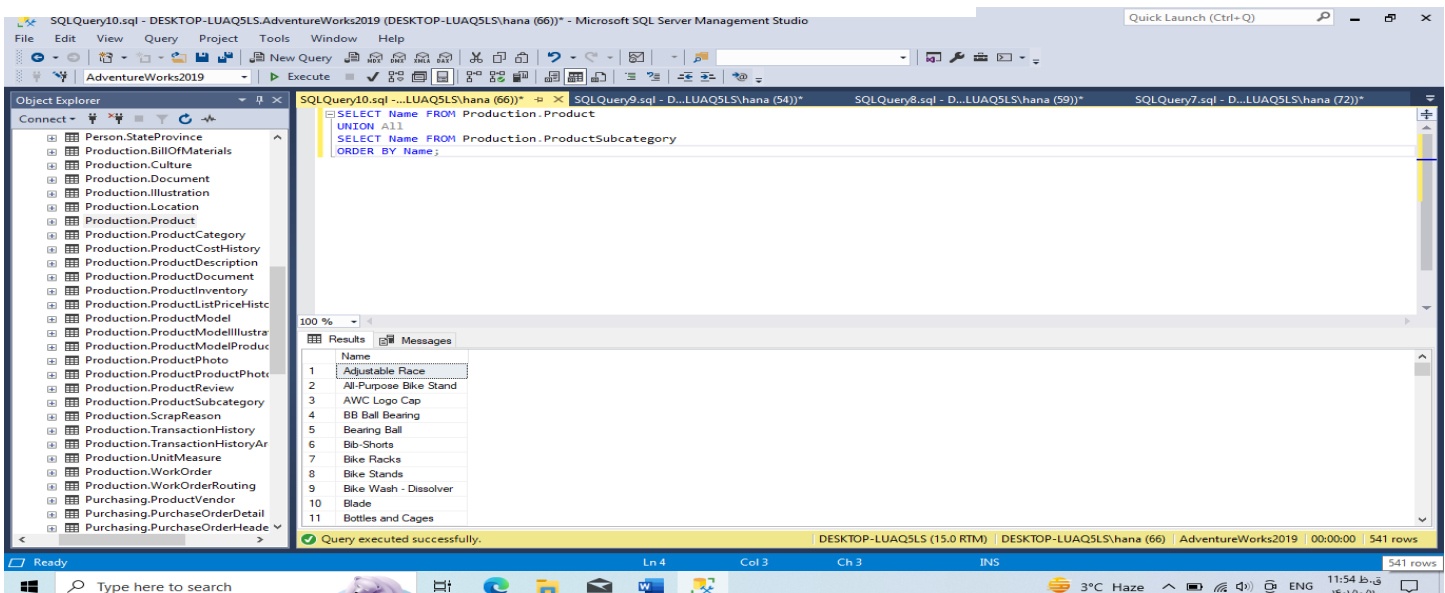 SQLQuery10.sql - DESKTOP-LUAQ5LS.AdventureWorks2019 (DESKTOP-LUAQ5LS\hana (66))* - Microsoft SQL Server Management Studio
Quick Launch (Ctrl+Q)
File Edit View Query Project Tools Window Help
New Query
AdventureWorks2019
Execute
Object Explorer
Connect
Person.StateProvince
Production.BillOfMaterials
Production.Culture
Production.Document
Production.Illustration
Production.Location
Production.Product
Production.ProductCategory
Production.ProductCostHistory
Production.ProductDescription
Production.ProductDocument
Production.ProductInventory
Production.ProductListPriceHisto
Production.ProductModel
Production.ProductModelIllustra
Production.ProductModelProduc
Production.ProductPhoto
Production.ProductProductPhoto
Production.ProductReview
Production.ProductSubcategory
Production.ScrapReason
Production.TransactionHistory
Production.TransactionHistoryAr
Production.UnitMeasure
Production.WorkOrder
Production.WorkOrderRouting
Purchasing.ProductVendor
Purchasing.PurchaseOrderDetail
Purchasing.PurchaseOrderHeade
SQLQuery10.sql -...LUAQ5LS\hana (66))* SQLQuery9.sql - D...LUAQ5LS\hana (54))* SQLQuery8.sql - D...LUAQ5LS\hana (59))* SQLQuery7.sql - D...LUAQ5LS\hana (72))*
SELECT Name FROM Production.Product
UNION All
SELECT Name FROM Production.ProductSubcategory
ORDER BY Name;
100 %
Results Messages
Name
1 Adjustable Race
2 All-Purpose Bike Stand
3 AWC Logo Cap
4 BB Ball Bearing
5 Bearing Ball
6 Bib-Shorts
7 Bike Racks
8 Bike Stands
9 Bike Wash - Dissolver
10 Blade
11 Bottles and Cages
Query executed successfully. DESKTOP-LUAQ5LS (15.0 RTM) DESKTOP-LUAQ5LS\hana (66) AdventureWorks2019 00:00:00 541 rows
Ready Ln 4 Col 3 Ch 3 INS
541 rows
Type here to search
3°C Haze ENG 11:54 ق.ظ